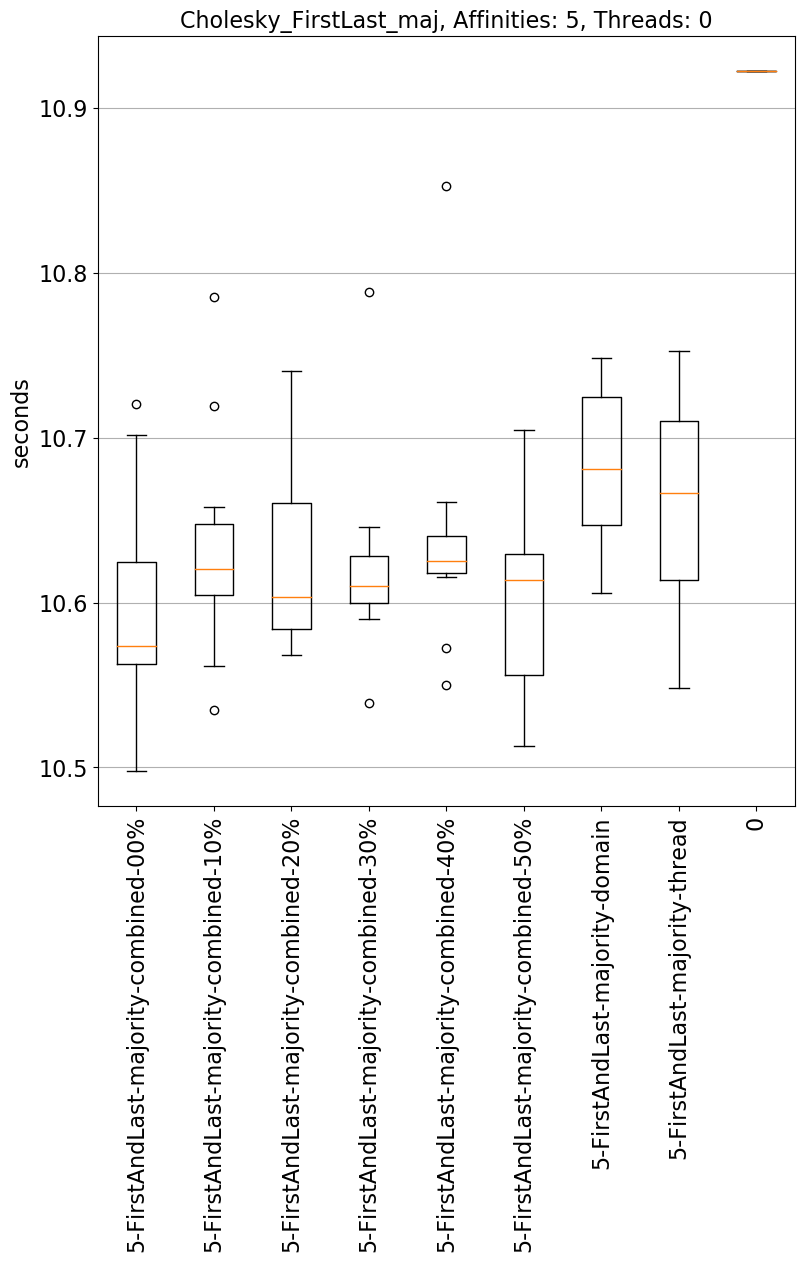 Cholesky_FirstLast_maj, Affinities: 5, Threads: 0
seconds
10.9
10.8
10.7
10.6
10.5
5-FirstAndLast-majority-combined-00%
5-FirstAndLast-majority-combined-10%
5-FirstAndLast-majority-combined-20%
5-FirstAndLast-majority-combined-30%
5-FirstAndLast-majority-combined-40%
5-FirstAndLast-majority-combined-50%
5-FirstAndLast-majority-domain
5-FirstAndLast-majority-thread
0